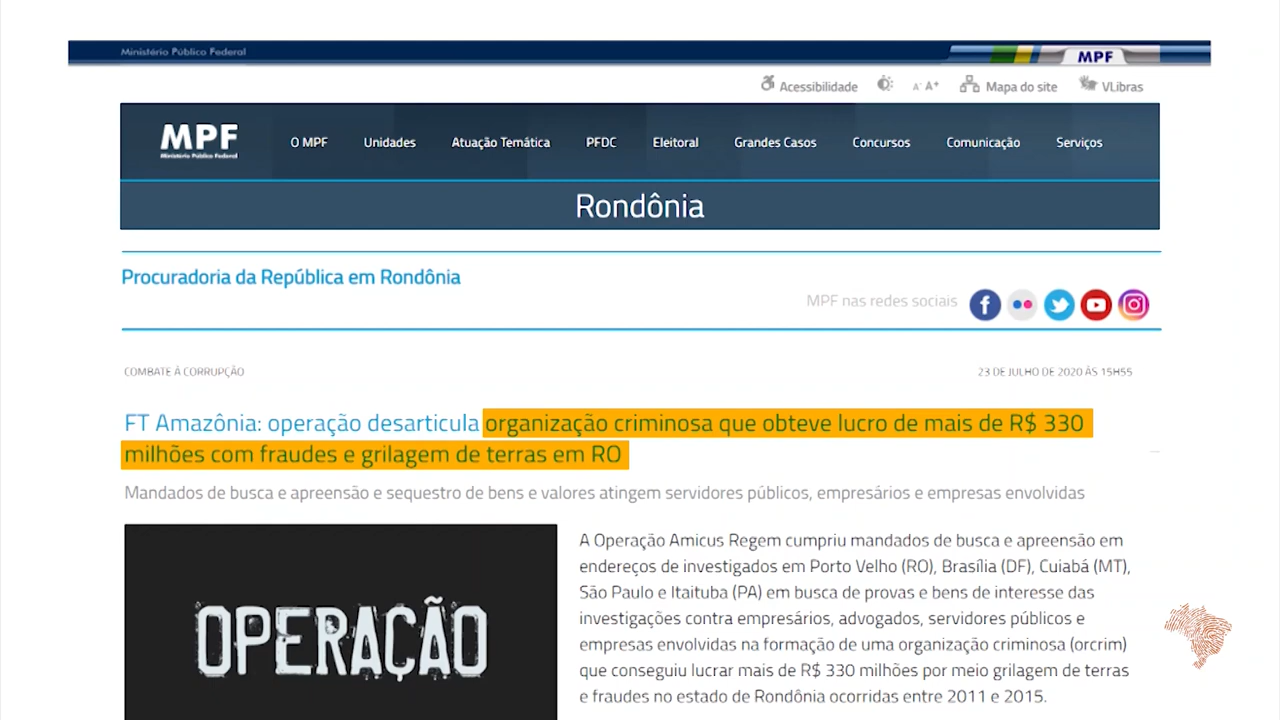 Ministério Público Federal
MPF
Acessibilidade
A- A+
Mapa do site
VLibras
MPF
Ministério Público Federal
O MPF
Unidades
Atuação Temática
PFDC
Eleitoral
Grandes Casos
Concursos
Comunicação
Serviços
Rondônia
Procuradoria da República em Rondônia
MPF nas redes sociais
COMBATE À CORRUPÇÃO
23 DE JULHO DE 2020 ÀS 15H55
FT Amazônia: operação desarticula organização criminosa que obteve lucro de mais de R$ 330
milhões com fraudes e grilagem de terras em RO
Mandados de busca e apreensão e sequestro de bens e valores atingem servidores públicos, empresários e empresas envolvidas
OPERAÇÃO
A Operação Amicus Regem cumpriu mandados de busca e apreensão em
endereços de investigados em Porto Velho (RO), Brasília (DF), Cuiabá (MT),
São Paulo e Itaituba (PA) em busca de provas e bens de interesse das
investigações contra empresários, advogados, servidores públicos e
empresas envolvidas na formação de uma organização criminosa (orcrim)
que conseguiu lucrar mais de R$ 330 milhões por meio grilagem de terras
e fraudes no estado de Rondônia ocorridas entre 2011 e 2015.